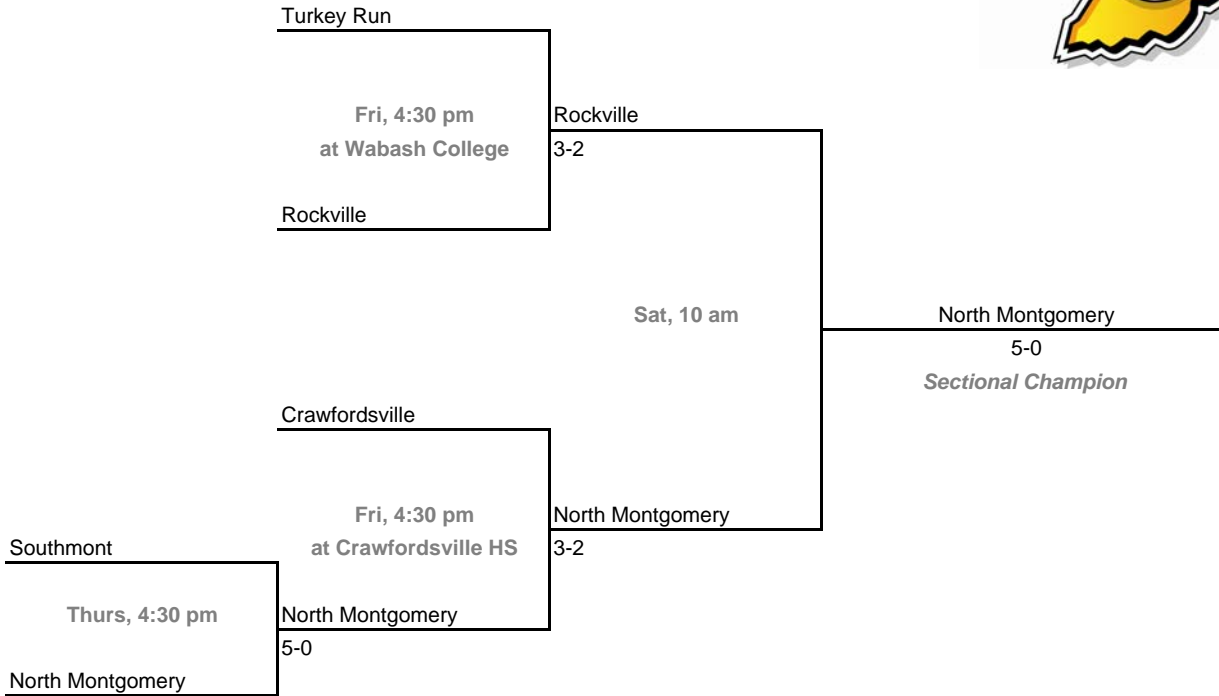 Turkey Run
Fri, 4:30 pm
at Wabash College
Rockville
3-2
Rockville
Sat, 10 am
North Montgomery
5-0
Sectional Champion
Crawfordsville
Fri, 4:30 pm
at Crawfordsville HS
North Montgomery
3-2
Southmont
Thurs, 4:30 pm
North Montgomery
5-0
North Montgomery